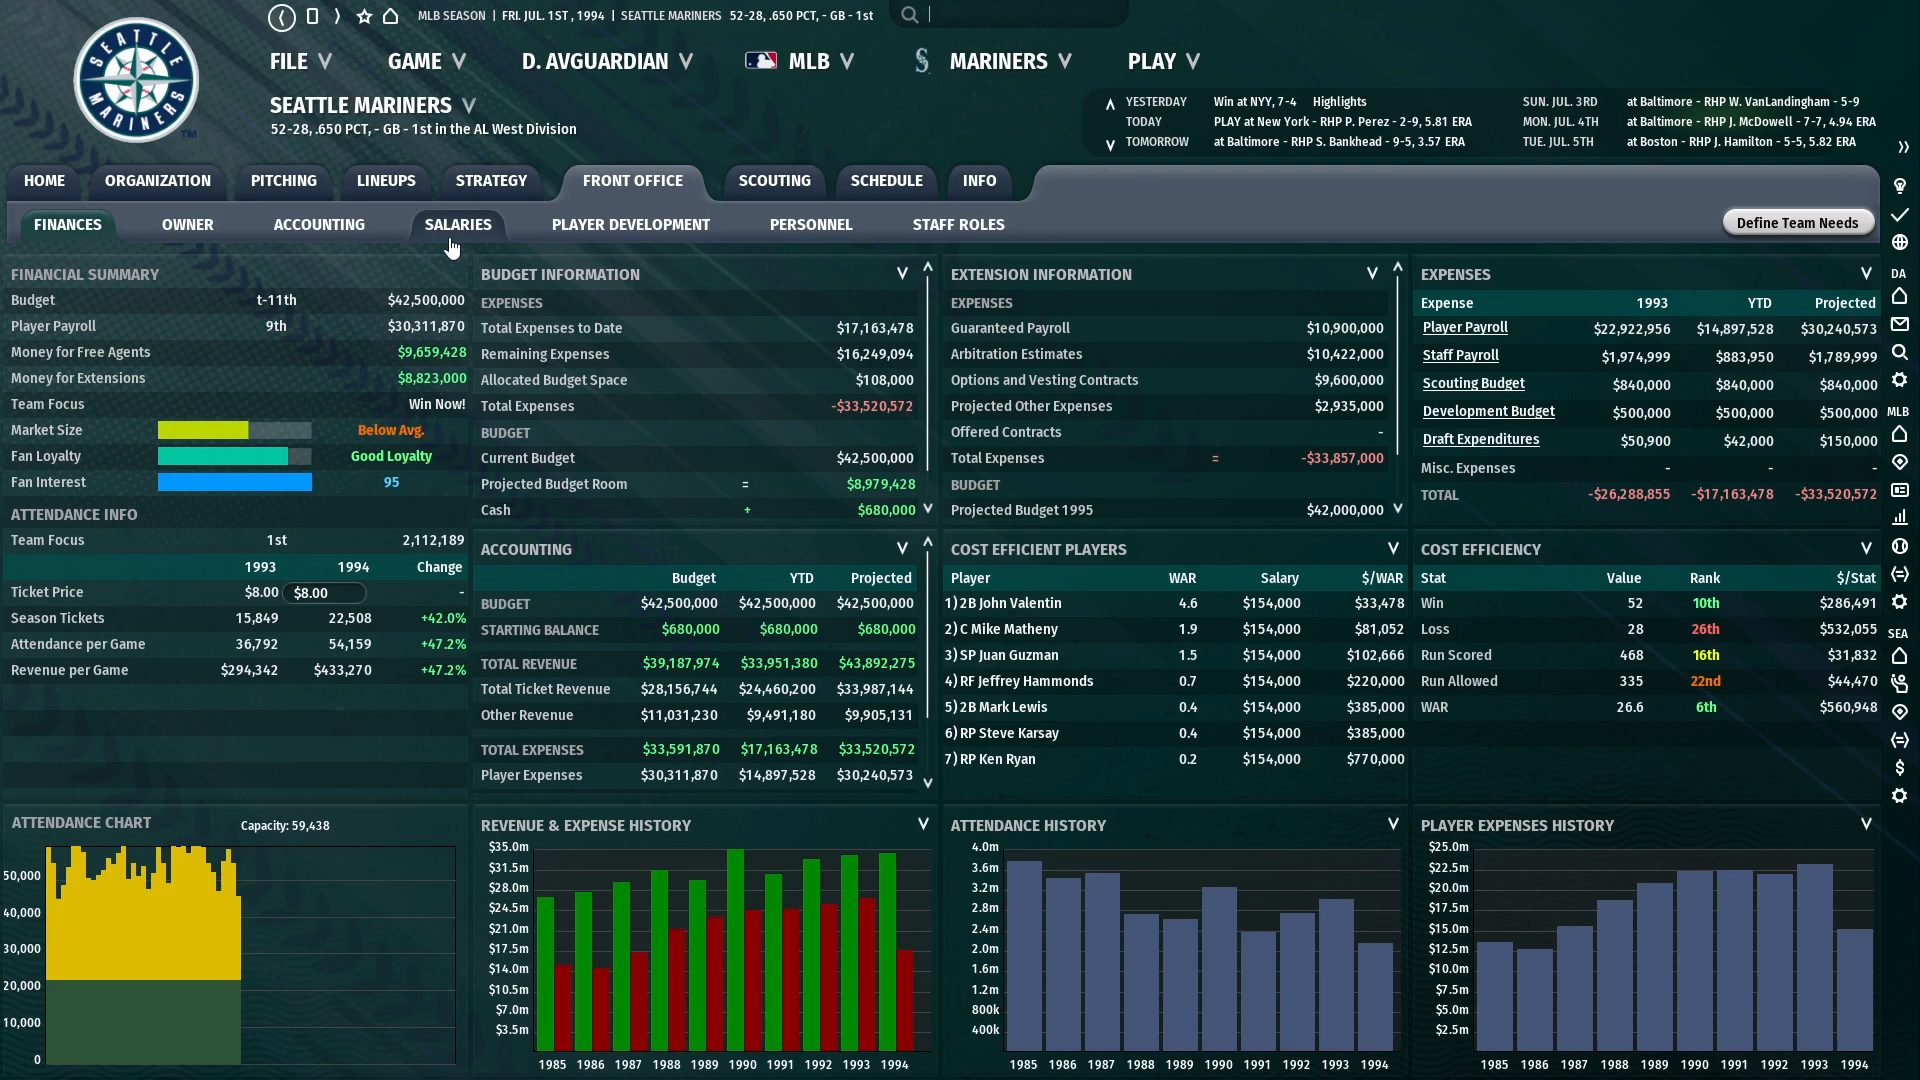 SEATTLE MARINERS
TM
MLB SEASON | FRI. JUL. 1ST , 1994 | SEATTLE MARINERS 52-28, .650 PCT, - GB - 1st
FILE GAME D. AVGUARDIAN MLB MARINERS PLAY
SEATTLE MARINERS
52-28, .650 PCT, - GB - 1st in the AL West Division
YESTERDAY Win at NYY, 7-4 Highlights SUN. JUL. 3RD at Baltimore - RHP W. VanLandingham - 5-9
TODAY PLAY at New York - RHP P. Perez - 2-9, 5.81 ERA MON. JUL. 4TH at Baltimore - RHP J. McDowell - 7-7, 4.94 ERA
TOMORROW at Baltimore - RHP S. Bankhead - 9-5, 3.57 ERA TUE. JUL. 5TH at Boston - RHP J. Hamilton - 5-5, 5.82 ERA
HOME ORGANIZATION PITCHING LINEUPS STRATEGY FRONT OFFICE SCOUTING SCHEDULE INFO
FINANCES OWNER ACCOUNTING SALARIES PLAYER DEVELOPMENT PERSONNEL STAFF ROLES Define Team Needs
FINANCIAL SUMMARY
Budget t-11th $42,500,000
Player Payroll 9th $30,311,870
Money for Free Agents $9,659,428
Money for Extensions $8,823,000
Team Focus Win Now!
Market Size Below Avg.
Fan Loyalty Good Loyalty
Fan Interest 95
ATTENDANCE INFO
Team Focus 1st 2,112,189
1993 1994 Change
Ticket Price $8.00 $8.00 -
Season Tickets 15,849 22,508 +42.0%
Attendance per Game 36,792 54,159 +47.2%
Revenue per Game $294,342 $433,270 +47.2%
BUDGET INFORMATION
EXPENSES
Total Expenses to Date $17,163,478
Remaining Expenses $16,249,094
Allocated Budget Space $108,000
Total Expenses -$33,520,572
BUDGET
Current Budget $42,500,000
Projected Budget Room = $8,979,428
Cash + $680,000
EXTENSION INFORMATION
EXPENSES
Guaranteed Payroll $10,900,000
Arbitration Estimates $10,422,000
Options and Vesting Contracts $9,600,000
Projected Other Expenses $2,935,000
Offered Contracts -
Total Expenses = -$33,857,000
BUDGET
Projected Budget 1995 $42,000,000
EXPENSES
Expense 1993 YTD Projected
Player Payroll $22,922,956 $14,897,528 $30,240,573
Staff Payroll $1,974,999 $883,950 $1,789,999
Scouting Budget $840,000 $840,000 $840,000
Development Budget $500,000 $500,000 $500,000
Draft Expenditures $50,900 $42,000 $150,000
Misc. Expenses - - -
TOTAL -$26,288,855 -$17,163,478 -$33,520,572
ACCOUNTING
Budget YTD Projected
BUDGET $42,500,000 $42,500,000 $42,500,000
STARTING BALANCE $680,000 $680,000 $680,000
TOTAL REVENUE $39,187,974 $33,951,380 $43,892,275
Total Ticket Revenue $28,156,744 $24,460,200 $33,987,144
Other Revenue $11,031,230 $9,491,180 $9,905,131
TOTAL EXPENSES $33,591,870 $17,163,478 $33,520,572
Player Expenses $30,311,870 $14,897,528 $30,240,573
COST EFFICIENT PLAYERS
Player WAR Salary $/WAR
1) 2B John Valentin 4.6 $154,000 $33,478
2) C Mike Matheny 1.9 $154,000 $81,052
3) SP Juan Guzman 1.5 $154,000 $102,666
4) RF Jeffrey Hammonds 0.7 $154,000 $220,000
5) 2B Mark Lewis 0.4 $154,000 $385,000
6) RP Steve Karsay 0.4 $154,000 $385,000
7) RP Ken Ryan 0.2 $154,000 $770,000
COST EFFICIENCY
Stat Value Rank $/Stat
Win 52 10th $286,491
Loss 28 26th $532,055
Run Scored 468 16th $31,832
Run Allowed 335 22nd $44,470
WAR 26.6 6th $560,948
DA
MLB
SEA
ATTENDANCE CHART Capacity: 59,438
50,000
40,000
30,000
20,000
10,000
0
REVENUE & EXPENSE HISTORY
$35.0m
$31.5m
$28.0m
$24.5m
$21.0m
$17.5m
$14.0m
$10.5m
$7.0m
$3.5m
1985 1986 1987 1988 1989 1990 1991 1992 1993 1994
ATTENDANCE HISTORY
4.0m
3.6m
3.2m
2.8m
2.4m
2.0m
1.6m
1.2m
800k
400k
1985 1986 1987 1988 1989 1990 1991 1992 1993 1994
PLAYER EXPENSES HISTORY
$25.0m
$22.5m
$20.0m
$17.5m
$15.0m
$12.5m
$10.0m
$7.5m
$5.0m
$2.5m
1985 1986 1987 1988 1989 1990 1991 1992 1993 1994